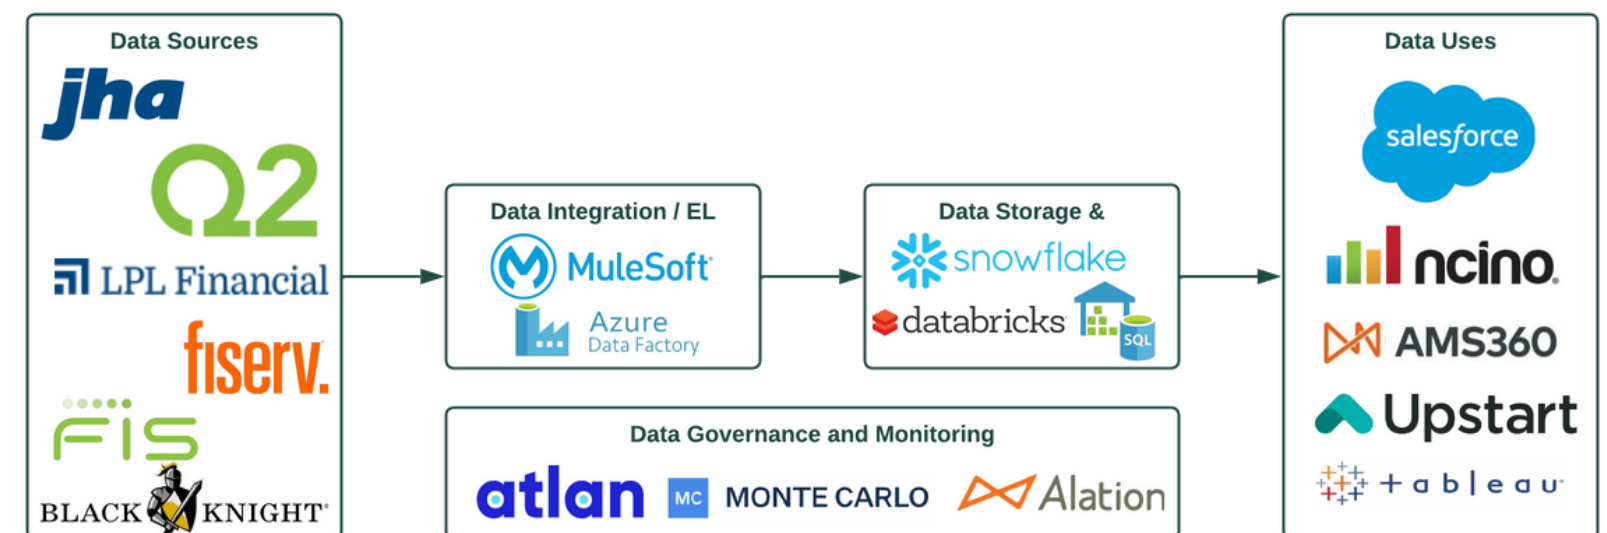 Data Sources
jha
Q2
LPL Financial
fiserv.
FIS
BLACK KNIGHT
Data Integration / EL
MuleSoft
Azure
Data Factory
Data Storage &
snowflake
databricks
SQL
Data Governance and Monitoring
atlan
MC MONTE CARLO
Alation
Data Uses
salesforce
ncino
AMS360
Upstart
tableau